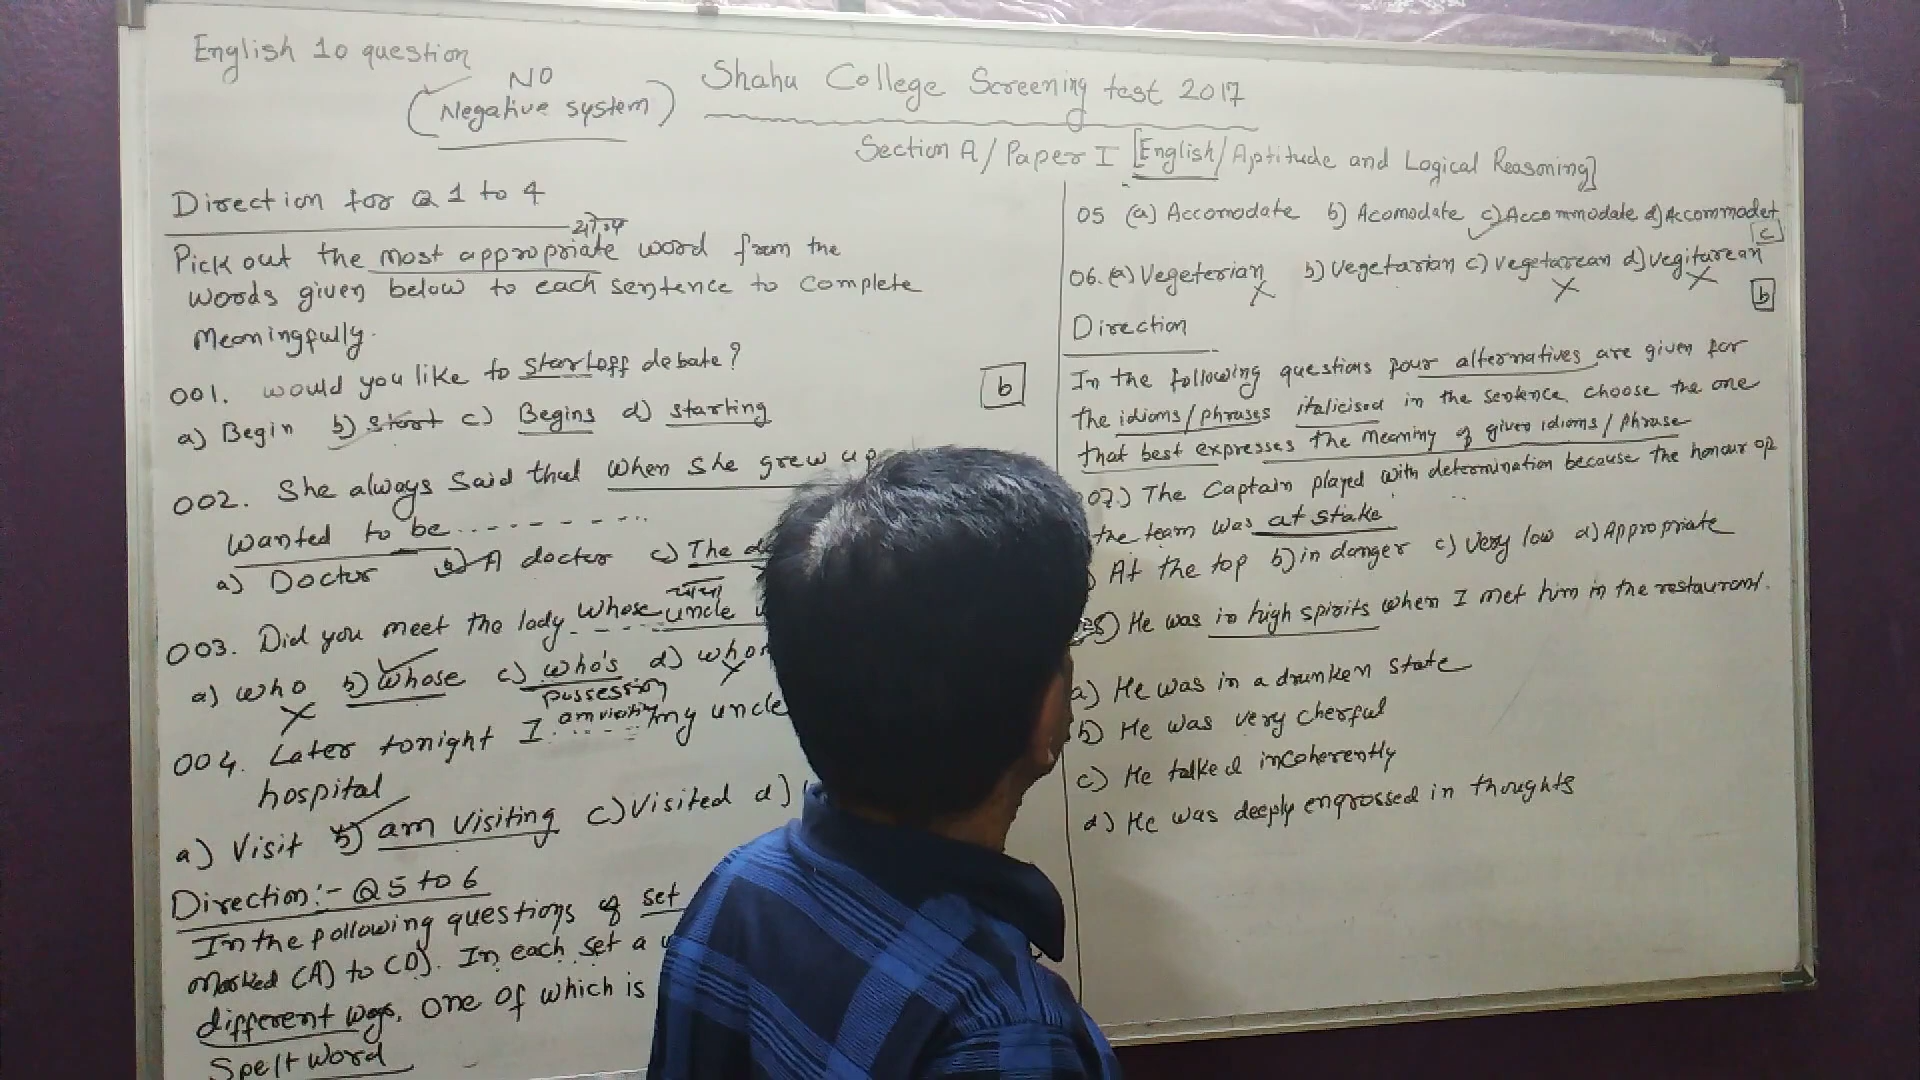 English 10 question
NO
(Negative system)
Shahu College Screening test 2017
Section A/Paper I [English/Aptitude and Logical Reasoning]
Direction for Q 1 to 4
योग्य
Pick out the most appropriate word from the
words given below to each sentence to complete
Meaningfully.
001. would you like to start off debate?
a) Begin b) start c) Begins d) starting
b
002. She always said that when she grew up
wanted to be
a) Doctor b) A doctor c) The
चाचा
003. Did you meet the lady whose uncle
a) who b) whose c) who's d)
possession
am visiting
004. Later tonight I my uncle
hospital
a) Visit b) am visiting c) Visited d)
Direction:- Q 5 to 6
In the following questions of set
Marked (A) to (D). In each set a
different ways, one of which is
Spelt word
05 (a) Accomodate b) Acomodate c) Accommodate d) Accommodet
c
06. (a) Vegeterian b) Vegetarian c) Vegetarean d) Vegitarean
b
Direction
In the following questions four alternatives are given for
the idioms/phrases italicised in the sentence choose the one
that best expresses the meaning of given idioms/phrase
07.) The Captain played with determination because the honour of
the team was at stake
At the top b) in danger c) very low d) Appropriate
8) He was in high spirits when I met him in the restaurant.
a) He was in a drunken state
b) He was very cherful
c) He talked incoherently
d) He was deeply engrossed in thoughts